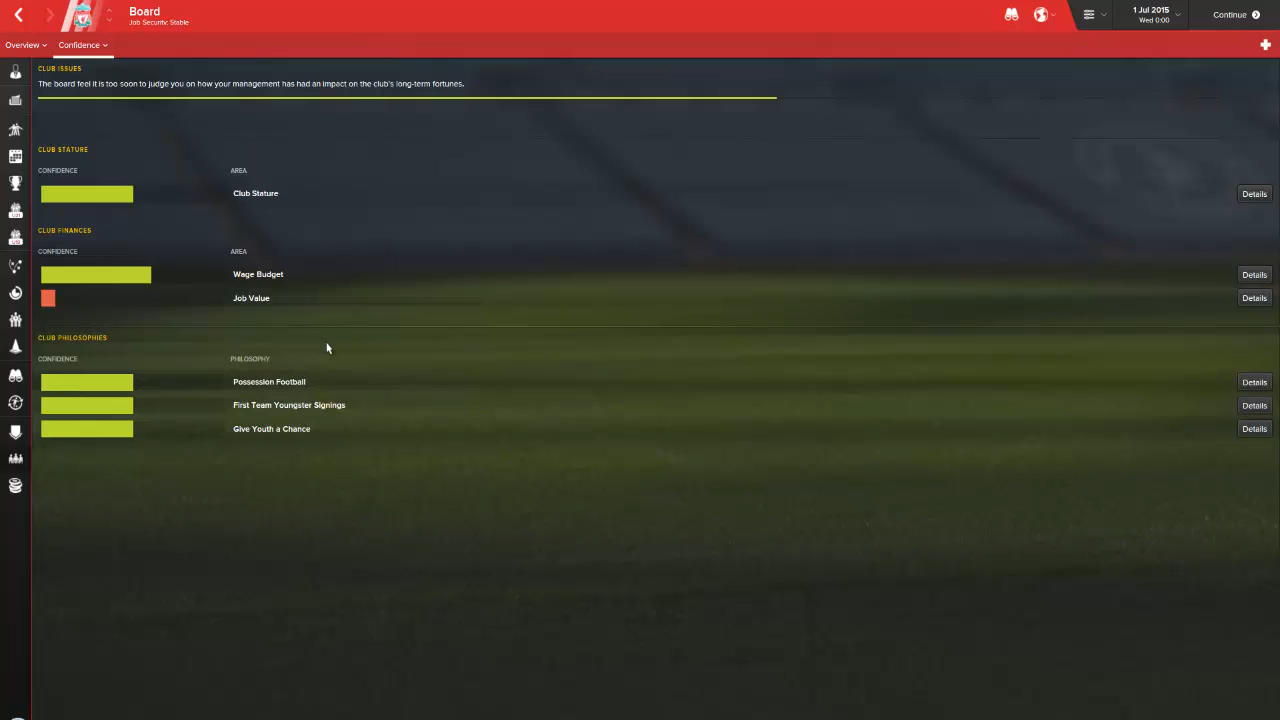 Board
Job Security: Stable
1 Jul 2015
Wed 0:00
Continue
Overview
Confidence
CLUB ISSUES
The board feel it is too soon to judge you on how your management has had an impact on the club's long-term fortunes.
CLUB STATURE
CONFIDENCE AREA
Club Stature Details
CLUB FINANCES
CONFIDENCE AREA
Wage Budget Details
Job Value Details
CLUB PHILOSOPHIES
CONFIDENCE PHILOSOPHY
Possession Football Details
First Team Youngster Signings Details
Give Youth a Chance Details